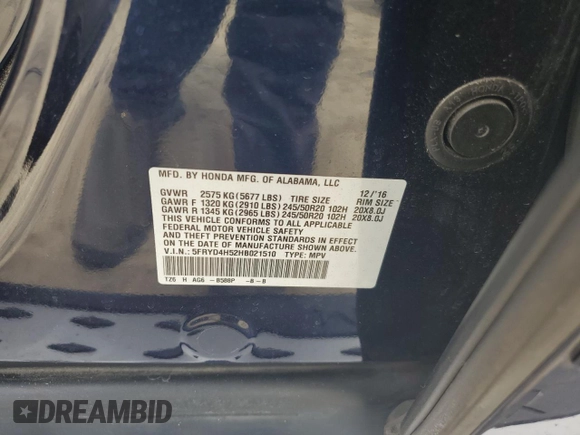 MFD. BY HONDA MFG. OF ALABAMA, LLC
GVWR 2575 KG(5677 LBS) TIRE SIZE 12/'16 RIM SIZE
GAWR F 1320 KG(2910 LBS)245/50R20 102H 20X8.0J
GAWR R 1345 KG(2965 LBS)245/50R20 102H 20X8.0J
THIS VEHICLE CONFORMS TO ALL APPLICABLE
FEDERAL MOTOR VEHICLE SAFETY AND
THEFT PREVENTION STANDARDS IN EFFECT ON
THE DATE OF MANUFACTURE SHOWN ABOVE.
V.I.N.: 5FRYD4H52HB021510 TYPE: MPV
TZ6 H AG6 -B588P -B-B
DREAMBID